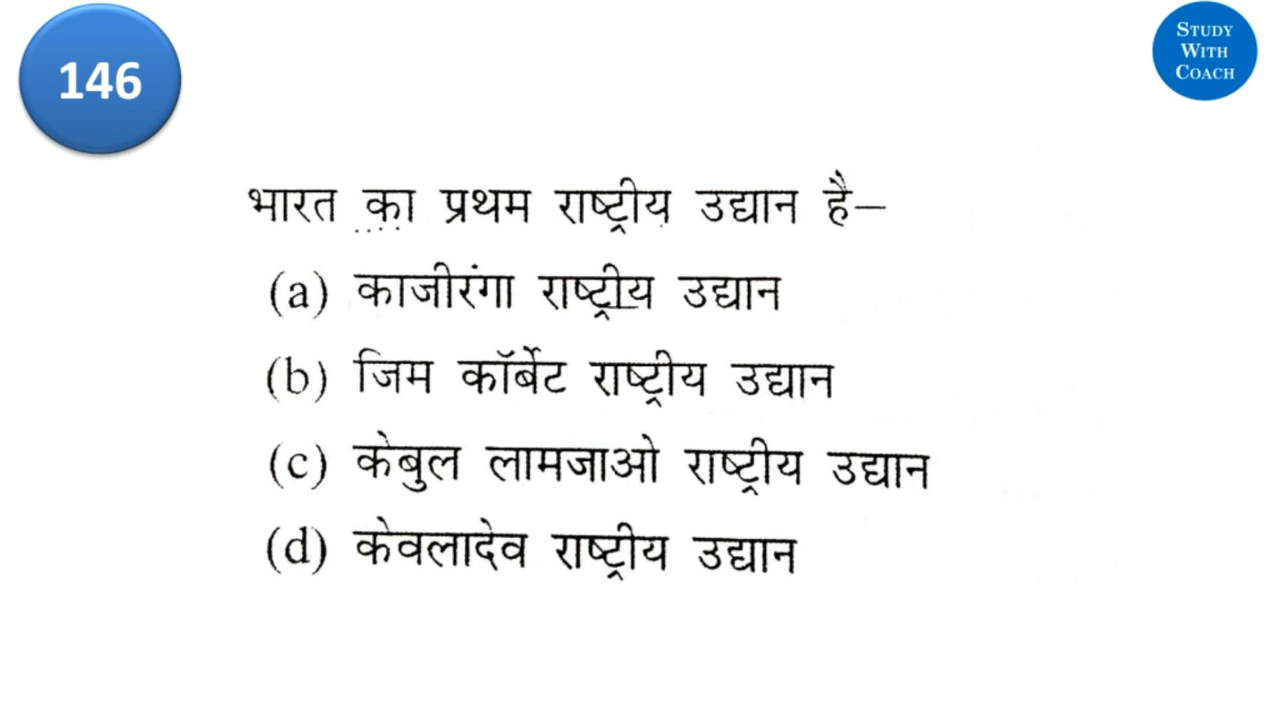 146
STUDY
WITH
COACH
भारत का प्रथम राष्ट्रीय उद्यान है–
(a) काजीरंगा राष्ट्रीय उद्यान
(b) जिम कॉर्बेट राष्ट्रीय उद्यान
(c) केबुल लामजाओ राष्ट्रीय उद्यान
(d) केवलादेव राष्ट्रीय उद्यान